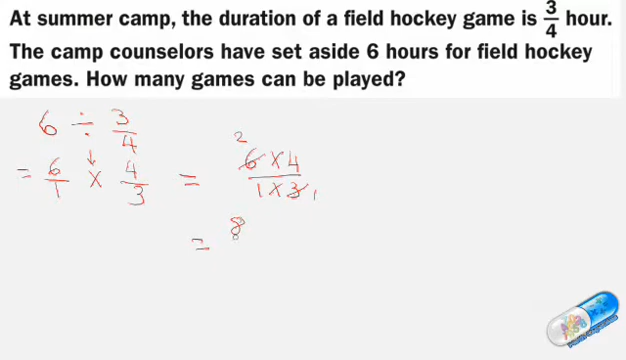 At summer camp, the duration of a field hockey game is 3/4 hour.
The camp counselors have set aside 6 hours for field hockey
games. How many games can be played?
6 ÷ 3/4
= 6/1 × 4/3 = 6 × 4 / 1 × 3
2
1
= 8